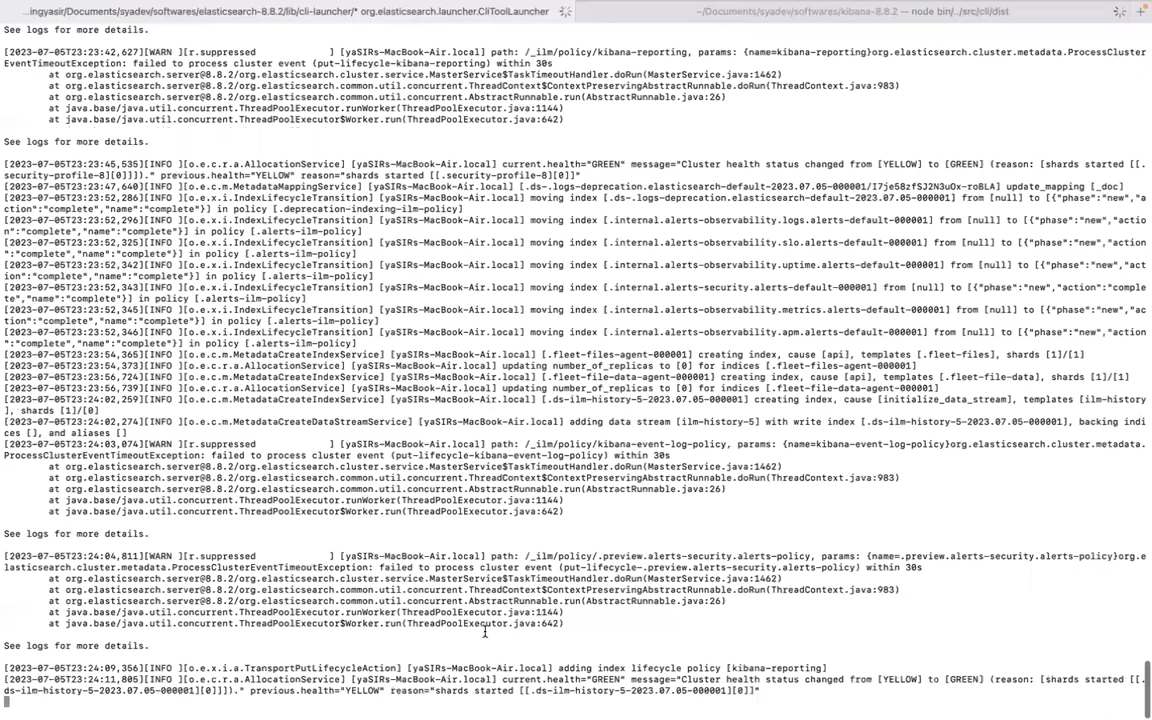 ...ingyasir/Documents/syadev/softwares/elasticsearch-8.8.2/lib/cli-launcher/* org.elasticsearch.launcher.CliToolLauncher
~/Documents/syadev/softwares/kibana-8.8.2 — node bin/../src/cli/dist
See logs for more details.
[2023-07-05T23:23:42,627][WARN ][r.suppressed             ] [yaSIRs-MacBook-Air.local] path: /_ilm/policy/kibana-reporting, params: {name=kibana-reporting}org.elasticsearch.cluster.metadata.ProcessCluster
EventTimeoutException: failed to process cluster event (put-lifecycle-kibana-reporting) within 30s
at org.elasticsearch.server@8.8.2/org.elasticsearch.cluster.service.MasterService$TaskTimeoutHandler.doRun(MasterService.java:1462)
at org.elasticsearch.server@8.8.2/org.elasticsearch.common.util.concurrent.ThreadContext$ContextPreservingAbstractRunnable.doRun(ThreadContext.java:983)
at org.elasticsearch.server@8.8.2/org.elasticsearch.common.util.concurrent.AbstractRunnable.run(AbstractRunnable.java:26)
at java.base/java.util.concurrent.ThreadPoolExecutor.runWorker(ThreadPoolExecutor.java:1144)
at java.base/java.util.concurrent.ThreadPoolExecutor$Worker.run(ThreadPoolExecutor.java:642)
See logs for more details.
[2023-07-05T23:23:45,535][INFO ][o.e.c.r.a.AllocationService] [yaSIRs-MacBook-Air.local] current.health="GREEN" message="Cluster health status changed from [YELLOW] to [GREEN] (reason: [shards started [[.
security-profile-8][0]]])." previous.health="YELLOW" reason="shards started [[.security-profile-8][0]]"
[2023-07-05T23:23:47,640][INFO ][o.e.c.m.MetadataMappingService] [yaSIRs-MacBook-Air.local] [.ds-.logs-deprecation.elasticsearch-default-2023.07.05-000001/I7je58zfSJ2N3uOx-roBLA] update_mapping [_doc]
[2023-07-05T23:23:52,286][INFO ][o.e.x.i.IndexLifecycleTransition] [yaSIRs-MacBook-Air.local] moving index [.ds-.logs-deprecation.elasticsearch-default-2023.07.05-000001] from [null] to [{"phase":"new","a
ction":"complete","name":"complete"}] in policy [.deprecation-indexing-ilm-policy]
[2023-07-05T23:23:52,296][INFO ][o.e.x.i.IndexLifecycleTransition] [yaSIRs-MacBook-Air.local] moving index [.internal.alerts-observability.logs.alerts-default-000001] from [null] to [{"phase":"new","actio
n":"complete","name":"complete"}] in policy [.alerts-ilm-policy]
[2023-07-05T23:23:52,325][INFO ][o.e.x.i.IndexLifecycleTransition] [yaSIRs-MacBook-Air.local] moving index [.internal.alerts-observability.slo.alerts-default-000001] from [null] to [{"phase":"new","action
":"complete","name":"complete"}] in policy [.alerts-ilm-policy]
[2023-07-05T23:23:52,342][INFO ][o.e.x.i.IndexLifecycleTransition] [yaSIRs-MacBook-Air.local] moving index [.internal.alerts-observability.uptime.alerts-default-000001] from [null] to [{"phase":"new","act
ion":"complete","name":"complete"}] in policy [.alerts-ilm-policy]
[2023-07-05T23:23:52,343][INFO ][o.e.x.i.IndexLifecycleTransition] [yaSIRs-MacBook-Air.local] moving index [.internal.alerts-security.alerts-default-000001] from [null] to [{"phase":"new","action":"comple
te","name":"complete"}] in policy [.alerts-ilm-policy]
[2023-07-05T23:23:52,345][INFO ][o.e.x.i.IndexLifecycleTransition] [yaSIRs-MacBook-Air.local] moving index [.internal.alerts-observability.metrics.alerts-default-000001] from [null] to [{"phase":"new","ac
tion":"complete","name":"complete"}] in policy [.alerts-ilm-policy]
[2023-07-05T23:23:52,346][INFO ][o.e.x.i.IndexLifecycleTransition] [yaSIRs-MacBook-Air.local] moving index [.internal.alerts-observability.apm.alerts-default-000001] from [null] to [{"phase":"new","action
":"complete","name":"complete"}] in policy [.alerts-ilm-policy]
[2023-07-05T23:23:54,365][INFO ][o.e.c.m.MetadataCreateIndexService] [yaSIRs-MacBook-Air.local] [.fleet-files-agent-000001] creating index, cause [api], templates [.fleet-files], shards [1]/[1]
[2023-07-05T23:23:54,373][INFO ][o.e.c.r.a.AllocationService] [yaSIRs-MacBook-Air.local] updating number_of_replicas to [0] for indices [.fleet-files-agent-000001]
[2023-07-05T23:23:56,724][INFO ][o.e.c.m.MetadataCreateIndexService] [yaSIRs-MacBook-Air.local] [.fleet-file-data-agent-000001] creating index, cause [api], templates [.fleet-file-data], shards [1]/[1]
[2023-07-05T23:23:56,739][INFO ][o.e.c.r.a.AllocationService] [yaSIRs-MacBook-Air.local] updating number_of_replicas to [0] for indices [.fleet-file-data-agent-000001]
[2023-07-05T23:24:02,259][INFO ][o.e.c.m.MetadataCreateIndexService] [yaSIRs-MacBook-Air.local] [.ds-ilm-history-5-2023.07.05-000001] creating index, cause [initialize_data_stream], templates [ilm-history
], shards [1]/[0]
[2023-07-05T23:24:02,274][INFO ][o.e.c.m.MetadataCreateDataStreamService] [yaSIRs-MacBook-Air.local] adding data stream [ilm-history-5] with write index [.ds-ilm-history-5-2023.07.05-000001], backing indi
ces [], and aliases []
[2023-07-05T23:24:03,074][WARN ][r.suppressed             ] [yaSIRs-MacBook-Air.local] path: /_ilm/policy/kibana-event-log-policy, params: {name=kibana-event-log-policy}org.elasticsearch.cluster.metadata.
ProcessClusterEventTimeoutException: failed to process cluster event (put-lifecycle-kibana-event-log-policy) within 30s
at org.elasticsearch.server@8.8.2/org.elasticsearch.cluster.service.MasterService$TaskTimeoutHandler.doRun(MasterService.java:1462)
at org.elasticsearch.server@8.8.2/org.elasticsearch.common.util.concurrent.ThreadContext$ContextPreservingAbstractRunnable.doRun(ThreadContext.java:983)
at org.elasticsearch.server@8.8.2/org.elasticsearch.common.util.concurrent.AbstractRunnable.run(AbstractRunnable.java:26)
at java.base/java.util.concurrent.ThreadPoolExecutor.runWorker(ThreadPoolExecutor.java:1144)
at java.base/java.util.concurrent.ThreadPoolExecutor$Worker.run(ThreadPoolExecutor.java:642)
See logs for more details.
[2023-07-05T23:24:04,811][WARN ][r.suppressed             ] [yaSIRs-MacBook-Air.local] path: /_ilm/policy/.preview.alerts-security.alerts-policy, params: {name=.preview.alerts-security.alerts-policy}org.e
lasticsearch.cluster.metadata.ProcessClusterEventTimeoutException: failed to process cluster event (put-lifecycle-.preview.alerts-security.alerts-policy) within 30s
at org.elasticsearch.server@8.8.2/org.elasticsearch.cluster.service.MasterService$TaskTimeoutHandler.doRun(MasterService.java:1462)
at org.elasticsearch.server@8.8.2/org.elasticsearch.common.util.concurrent.ThreadContext$ContextPreservingAbstractRunnable.doRun(ThreadContext.java:983)
at org.elasticsearch.server@8.8.2/org.elasticsearch.common.util.concurrent.AbstractRunnable.run(AbstractRunnable.java:26)
at java.base/java.util.concurrent.ThreadPoolExecutor.runWorker(ThreadPoolExecutor.java:1144)
at java.base/java.util.concurrent.ThreadPoolExecutor$Worker.run(ThreadPoolExecutor.java:642)
See logs for more details.
[2023-07-05T23:24:09,356][INFO ][o.e.x.i.a.TransportPutLifecycleAction] [yaSIRs-MacBook-Air.local] adding index lifecycle policy [kibana-reporting]
[2023-07-05T23:24:11,805][INFO ][o.e.c.r.a.AllocationService] [yaSIRs-MacBook-Air.local] current.health="GREEN" message="Cluster health status changed from [YELLOW] to [GREEN] (reason: [shards started [[.
ds-ilm-history-5-2023.07.05-000001][0]]])." previous.health="YELLOW" reason="shards started [[.ds-ilm-history-5-2023.07.05-000001][0]]"